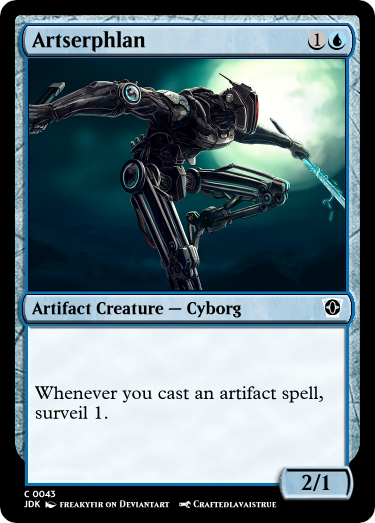 Artserphlan 1
Artifact Creature — Cyborg
Whenever you cast an artifact spell,
surveil 1.
2/1
C 0043
JDK FREAKYFIR ON DEVIANTART CRAFTEDLAVAISTRUE